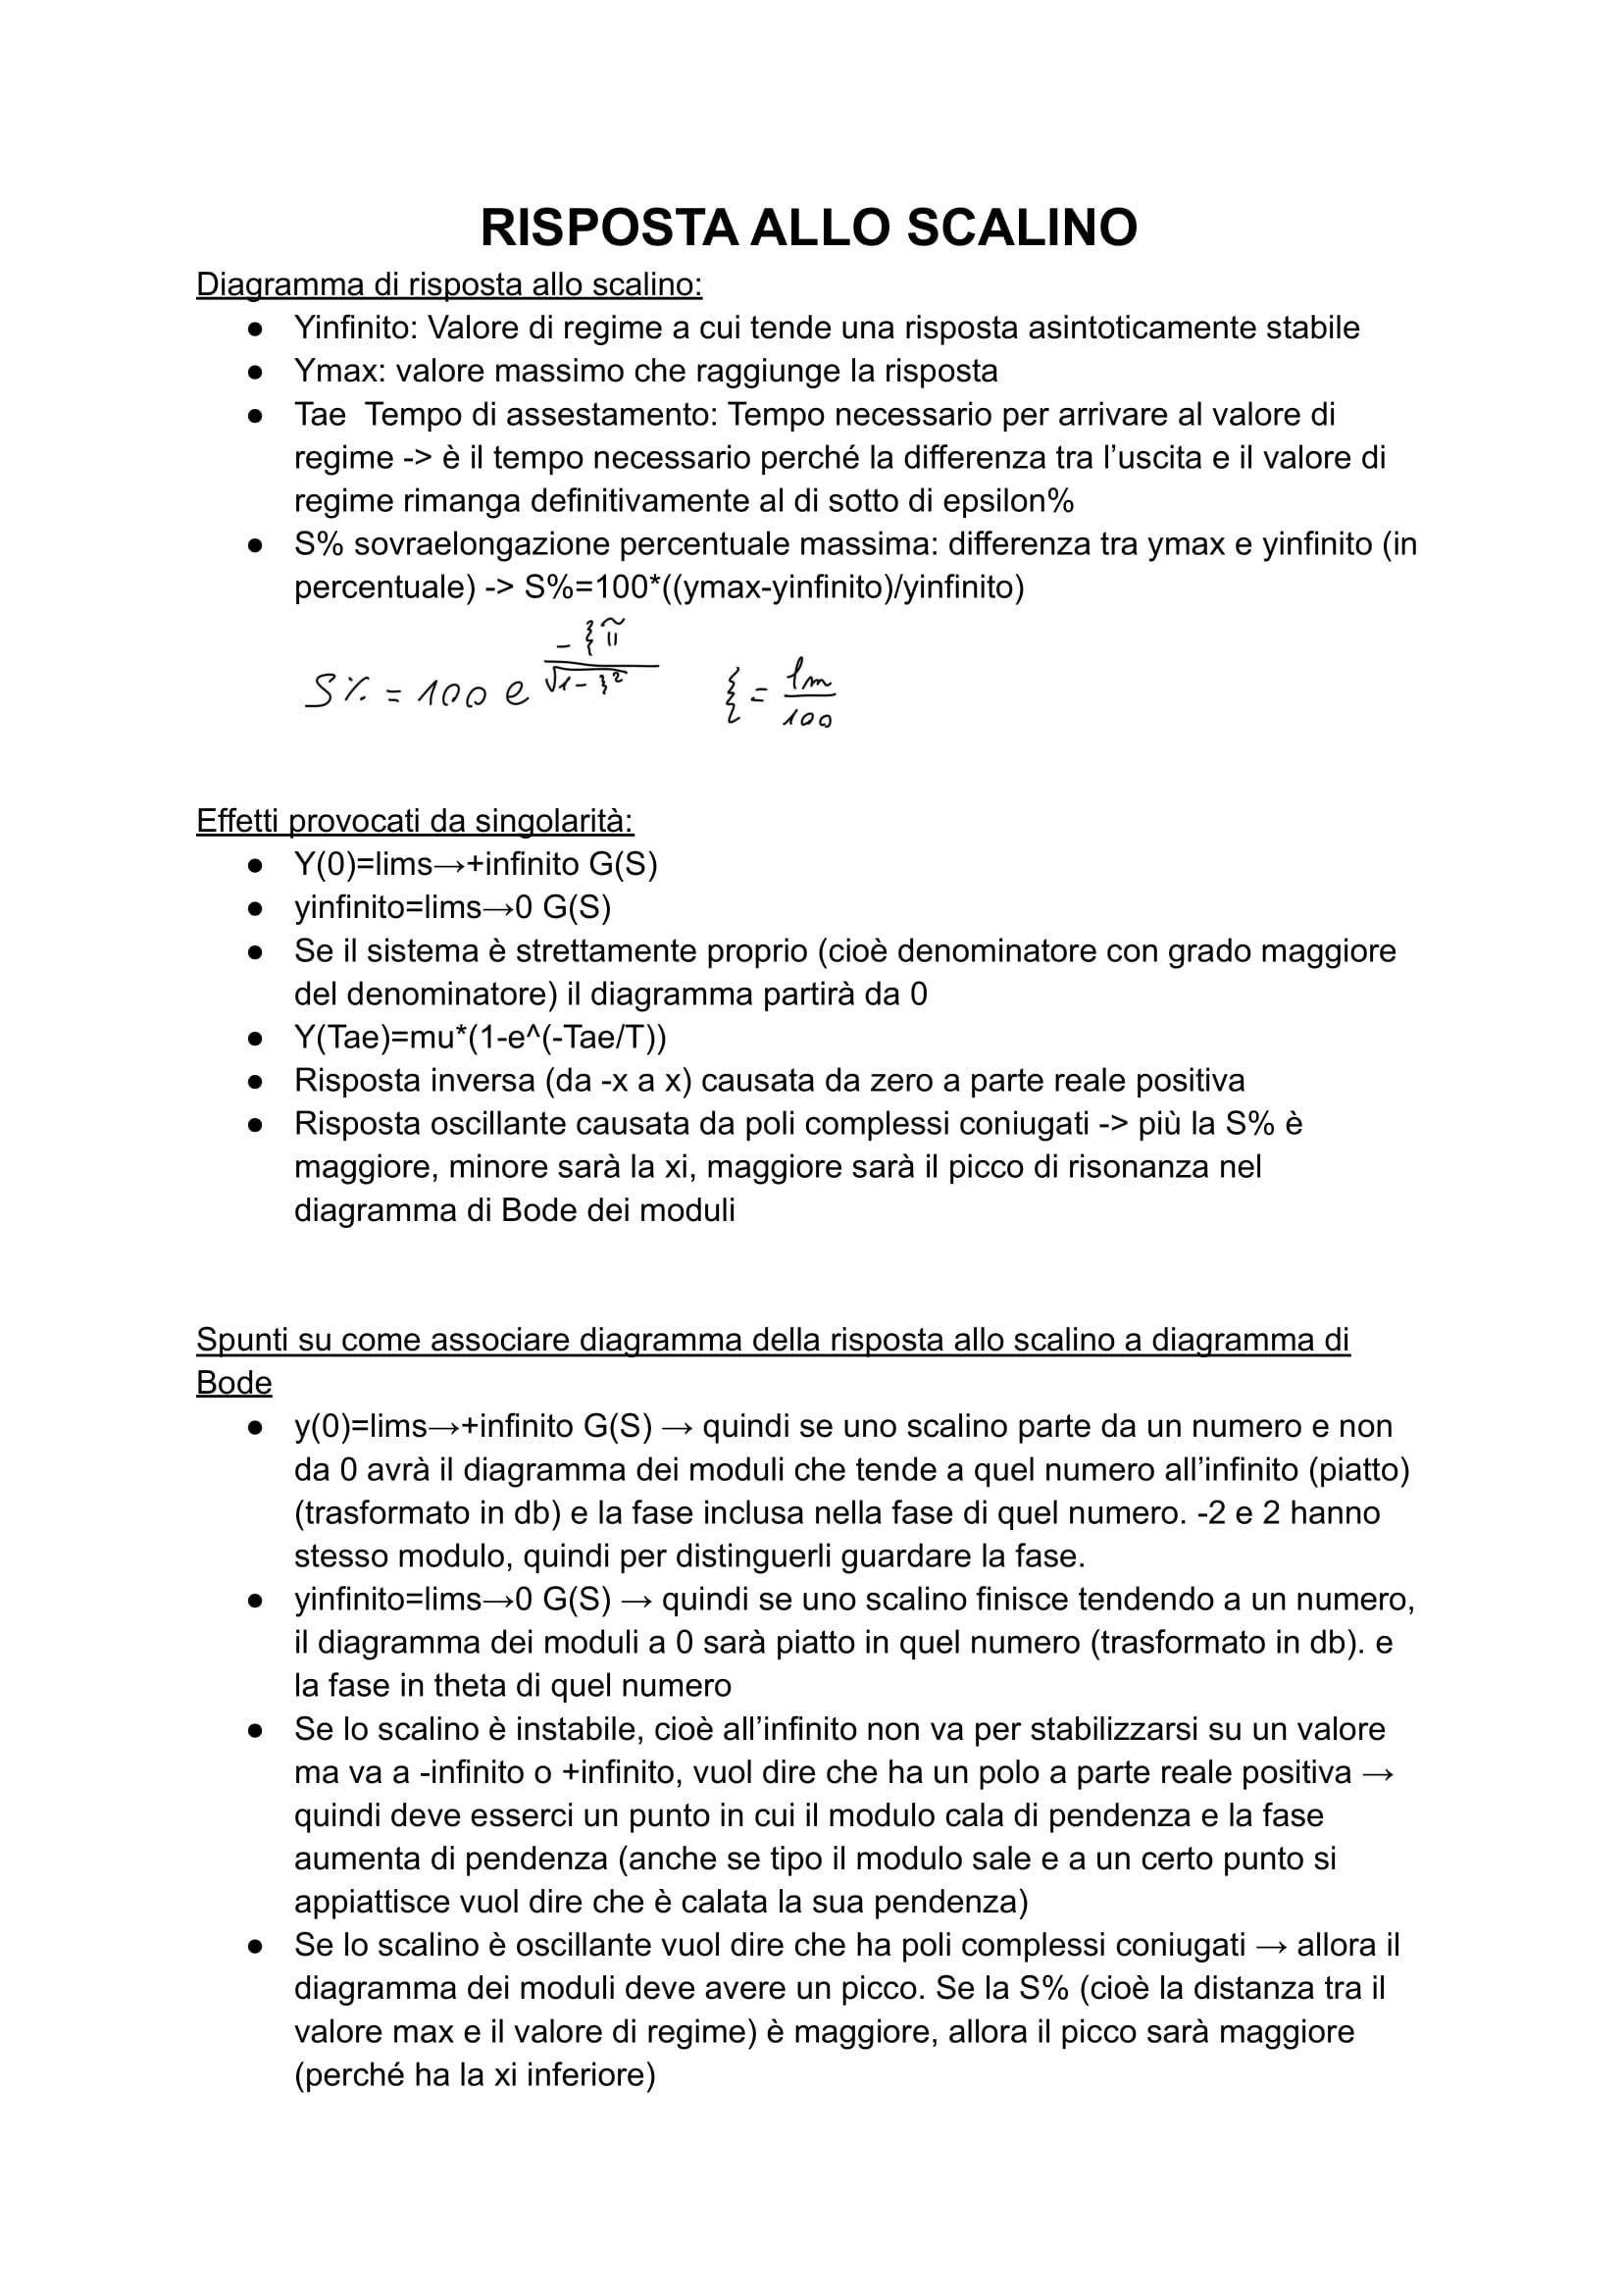 RISPOSTA ALLO SCALINO
Diagramma di risposta allo scalino:
● Yinfinito: Valore di regime a cui tende una risposta asintoticamente stabile
● Ymax: valore massimo che raggiunge la risposta
● Tae  Tempo di assestamento: Tempo necessario per arrivare al valore di
regime -> è il tempo necessario perché la differenza tra l’uscita e il valore di
regime rimanga definitivamente al di sotto di epsilon%
● S% sovraelongazione percentuale massima: differenza tra ymax e yinfinito (in
percentuale) -> S%=100*((ymax-yinfinito)/yinfinito)
S% = 100 e^(-ξπ/√(1-ξ²))   ξ = φm/100
Effetti provocati da singolarità:
● Y(0)=lims→+infinito G(S)
● yinfinito=lims→0 G(S)
● Se il sistema è strettamente proprio (cioè denominatore con grado maggiore
del denominatore) il diagramma partirà da 0
● Y(Tae)=mu*(1-e^(-Tae/T))
● Risposta inversa (da -x a x) causata da zero a parte reale positiva
● Risposta oscillante causata da poli complessi coniugati -> più la S% è
maggiore, minore sarà la xi, maggiore sarà il picco di risonanza nel
diagramma di Bode dei moduli
Spunti su come associare diagramma della risposta allo scalino a diagramma di
Bode
● y(0)=lims→+infinito G(S) → quindi se uno scalino parte da un numero e non
da 0 avrà il diagramma dei moduli che tende a quel numero all’infinito (piatto)
(trasformato in db) e la fase inclusa nella fase di quel numero. -2 e 2 hanno
stesso modulo, quindi per distinguerli guardare la fase.
● yinfinito=lims→0 G(S) → quindi se uno scalino finisce tendendo a un numero,
il diagramma dei moduli a 0 sarà piatto in quel numero (trasformato in db). e
la fase in theta di quel numero
● Se lo scalino è instabile, cioè all’infinito non va per stabilizzarsi su un valore
ma va a -infinito o +infinito, vuol dire che ha un polo a parte reale positiva →
quindi deve esserci un punto in cui il modulo cala di pendenza e la fase
aumenta di pendenza (anche se tipo il modulo sale e a un certo punto si
appiattisce vuol dire che è calata la sua pendenza)
● Se lo scalino è oscillante vuol dire che ha poli complessi coniugati → allora il
diagramma dei moduli deve avere un picco. Se la S% (cioè la distanza tra il
valore max e il valore di regime) è maggiore, allora il picco sarà maggiore
(perché ha la xi inferiore)